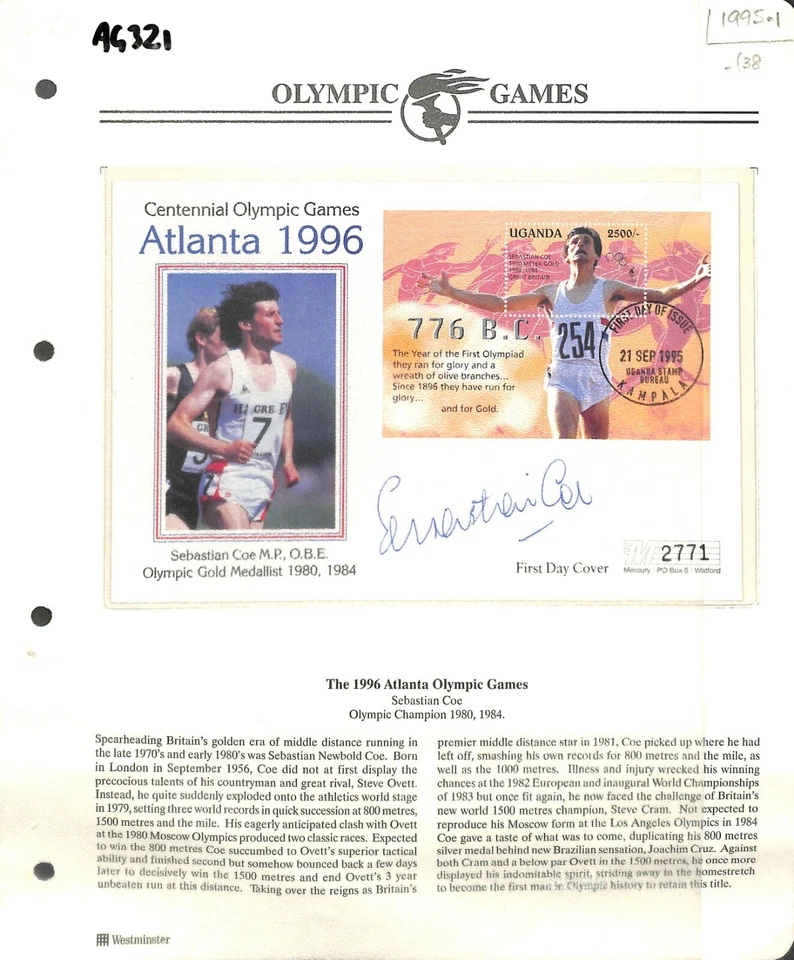 AG321
1995.1
-/38
OLYMPIC GAMES
Centennial Olympic Games
Atlanta 1996
7
Sebastian Coe M.P., O.B.E.
Olympic Gold Medallist 1980, 1984
UGANDA 2500/-
SEBASTIAN COE
1500 METER GOLD
1980, 1984
GREAT BRITAIN
776 B.C.
254
The Year of the First Olympiad
they ran for glory and a
wreath of olive branches...
Since 1896 they have run for
glory...
and for Gold.
FIRST DAY OF ISSUE
21 SEP 1995
UGANDA STAMP
BUREAU
KAMPALA
Sebastian Coe
First Day Cover
2771
Mercury : PO Box 5 : Watford
The 1996 Atlanta Olympic Games
Sebastian Coe
Olympic Champion 1980, 1984.
Spearheading Britain's golden era of middle distance running in
the late 1970's and early 1980's was Sebastian Newbold Coe. Born
in London in September 1956, Coe did not at first display the
precocious talents of his countryman and great rival, Steve Ovett.
Instead, he quite suddenly exploded onto the athletics world stage
in 1979, setting three world records in quick succession at 800 metres,
1500 metres and the mile. His eagerly anticipated clash with Ovett
at the 1980 Moscow Olympics produced two classic races. Expected
to win the 800 metres Coe succumbed to Ovett's superior tactical
ability and finished second but somehow bounced back a few days
later to decisively win the 1500 metres and end Ovett's 3 year
unbeaten run at this distance. Taking over the reigns as Britain's
premier middle distance star in 1981, Coe picked up where he had
left off, smashing his own records for 800 metres and the mile, as
well as the 1000 metres. Illness and injury wrecked his winning
chances at the 1982 European and inaugural World Championships
of 1983 but once fit again, he now faced the challenge of Britain's
new world 1500 metres champion, Steve Cram. Not expected to
reproduce his Moscow form at the Los Angeles Olympics in 1984
Coe gave a taste of what was to come, duplicating his 800 metres
silver medal behind new Brazilian sensation, Joachim Cruz. Against
both Cram and a below par Ovett in the 1500 metres, he once more
displayed his indomitable spirit, striding away in the homestretch
to become the first man in Olympic history to retain this title.
Westminster